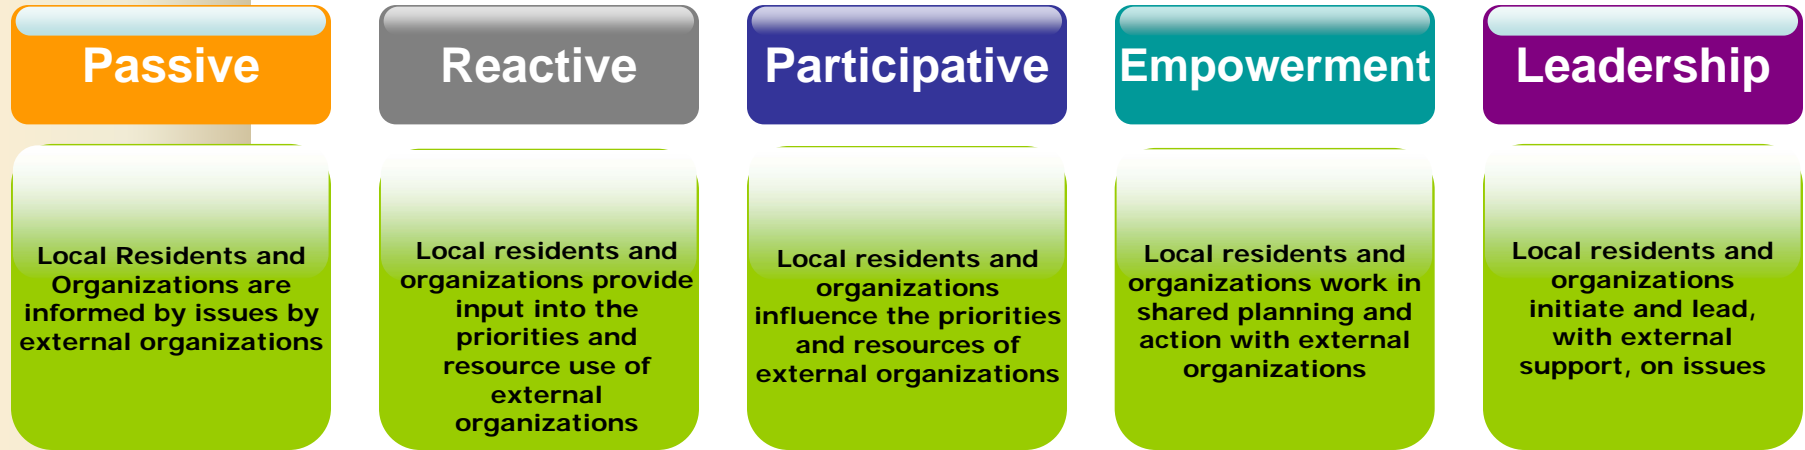 Passive
Reactive
Participative
Empowerment
Leadership
Local Residents and
Organizations are
informed by issues by
external organizations
Local residents and
organizations provide
input into the
priorities and
resource use of
external
organizations
Local residents and
organizations
influence the priorities
and resources of
external organizations
Local residents and
organizations work in
shared planning and
action with external
organizations
Local residents and
organizations
initiate and lead,
with external
support, on issues